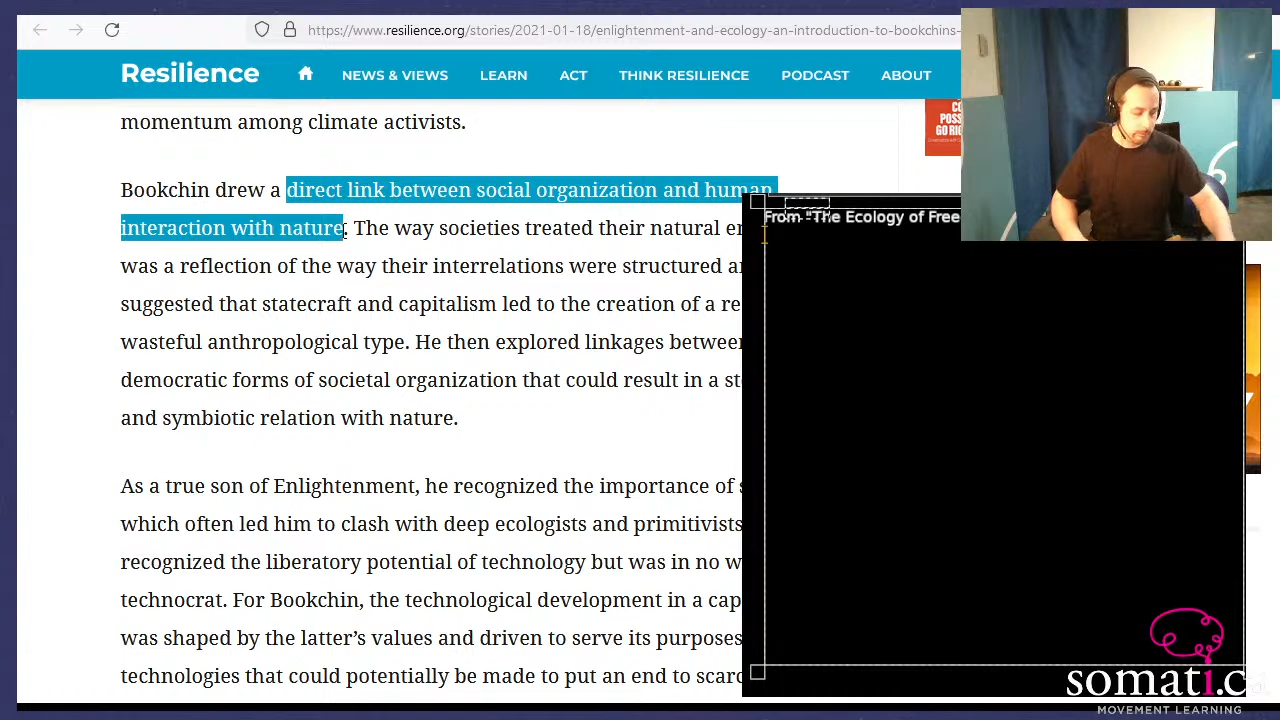 https://www.resilience.org/stories/2021-01-18/enlightenment-and-ecology-an-introduction-to-bookchins-
Resilience
NEWS & VIEWS
LEARN
ACT
THINK RESILIENCE
PODCAST
ABOUT
momentum among climate activists.
Bookchin drew a direct link between social organization and human
interaction with nature. The way societies treated their natural
was a reflection of the way their interrelations were structured
suggested that statecraft and capitalism led to the creation of a
wasteful anthropological type. He then explored linkages between
democratic forms of societal organization that could result in a
and symbiotic relation with nature.
As a true son of Enlightenment, he recognized the importance of
which often led him to clash with deep ecologists and primitivists
recognized the liberatory potential of technology but was in no
technocrat. For Bookchin, the technological development in a
was shaped by the latter’s values and driven to serve its purposes
technologies that could potentially be made to put an end to
From "The Ecology of Free
GO RI
somati.ca
MOVEMENT LEARNING